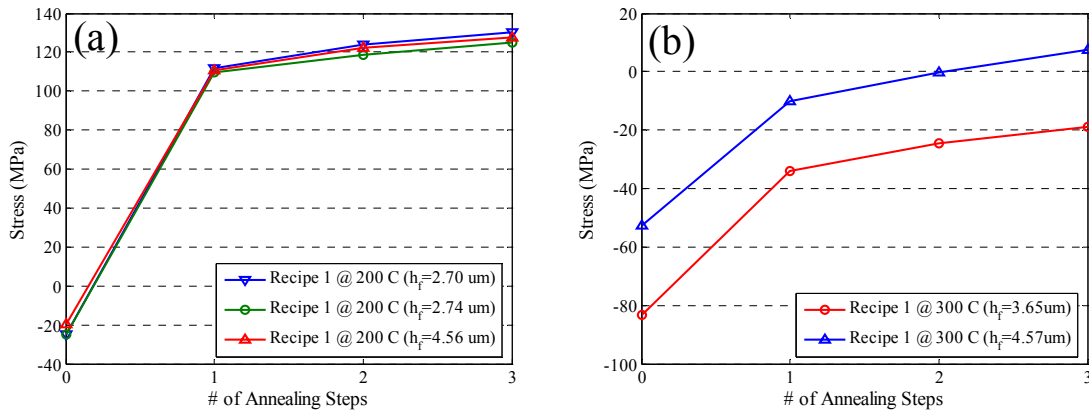 (a)
140
120
100
80
60
40
20
0
-20
-40
Stress (MPa)
0 1 2 3
# of Annealing Steps
Recipe 1 @ 200 C (hf=2.70 um)
Recipe 1 @ 200 C (hf=2.74 um)
Recipe 1 @ 200 C (hf=4.56 um)
(b)
20
0
-20
-40
-60
-80
-100
Stress (MPa)
0 1 2 3
# of Annealing Steps
Recipe 1 @ 300 C (hf=3.65um)
Recipe 1 @ 300 C (hf=4.57um)